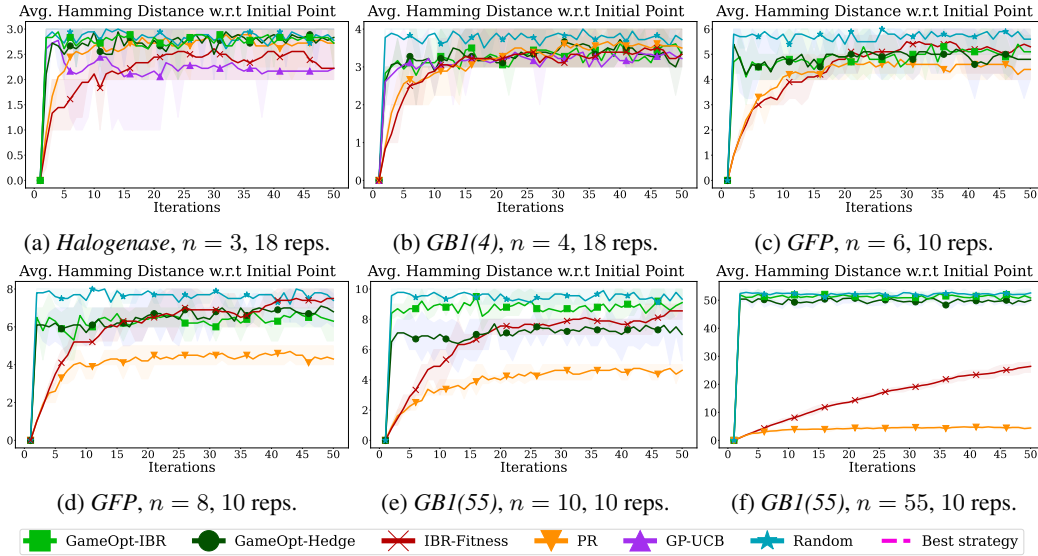 Avg. Hamming Distance w.r.t Initial Point
3.0
2.5
2.0
1.5
1.0
0.5
0.0
0 5 10 15 20 25 30 35 40 45 50
Iterations
(a) Halogenase, n = 3, 18 reps.
Avg. Hamming Distance w.r.t Initial Point
4
3
2
1
0
0 5 10 15 20 25 30 35 40 45 50
Iterations
(b) GB1(4), n = 4, 18 reps.
Avg. Hamming Distance w.r.t Initial Point
6
5
4
3
2
1
0
0 5 10 15 20 25 30 35 40 45 50
Iterations
(c) GFP, n = 6, 10 reps.
Avg. Hamming Distance w.r.t Initial Point
8
6
4
2
0
0 5 10 15 20 25 30 35 40 45 50
Iterations
(d) GFP, n = 8, 10 reps.
Avg. Hamming Distance w.r.t Initial Point
10
8
6
4
2
0
0 5 10 15 20 25 30 35 40 45 50
Iterations
(e) GB1(55), n = 10, 10 reps.
Avg. Hamming Distance w.r.t Initial Point
50
40
30
20
10
0
0 5 10 15 20 25 30 35 40 45 50
Iterations
(f) GB1(55), n = 55, 10 reps.
GameOpt-IBR GameOpt-Hedge IBR-Fitness PR GP-UCB Random Best strategy